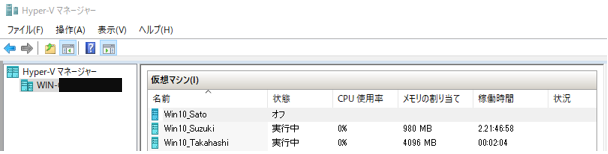 Hyper-V マネージャー
ファイル(F) 操作(A) 表示(V) ヘルプ(H)
Hyper-V マネージャー
WIN-
仮想マシン(I)
名前 状態 CPU 使用率 メモリの割り当て 稼働時間 状況
Win10_Sato オフ
Win10_Suzuki 実行中 0% 980 MB 2.21:46:58
Win10_Takahashi 実行中 0% 4096 MB 00:02:04